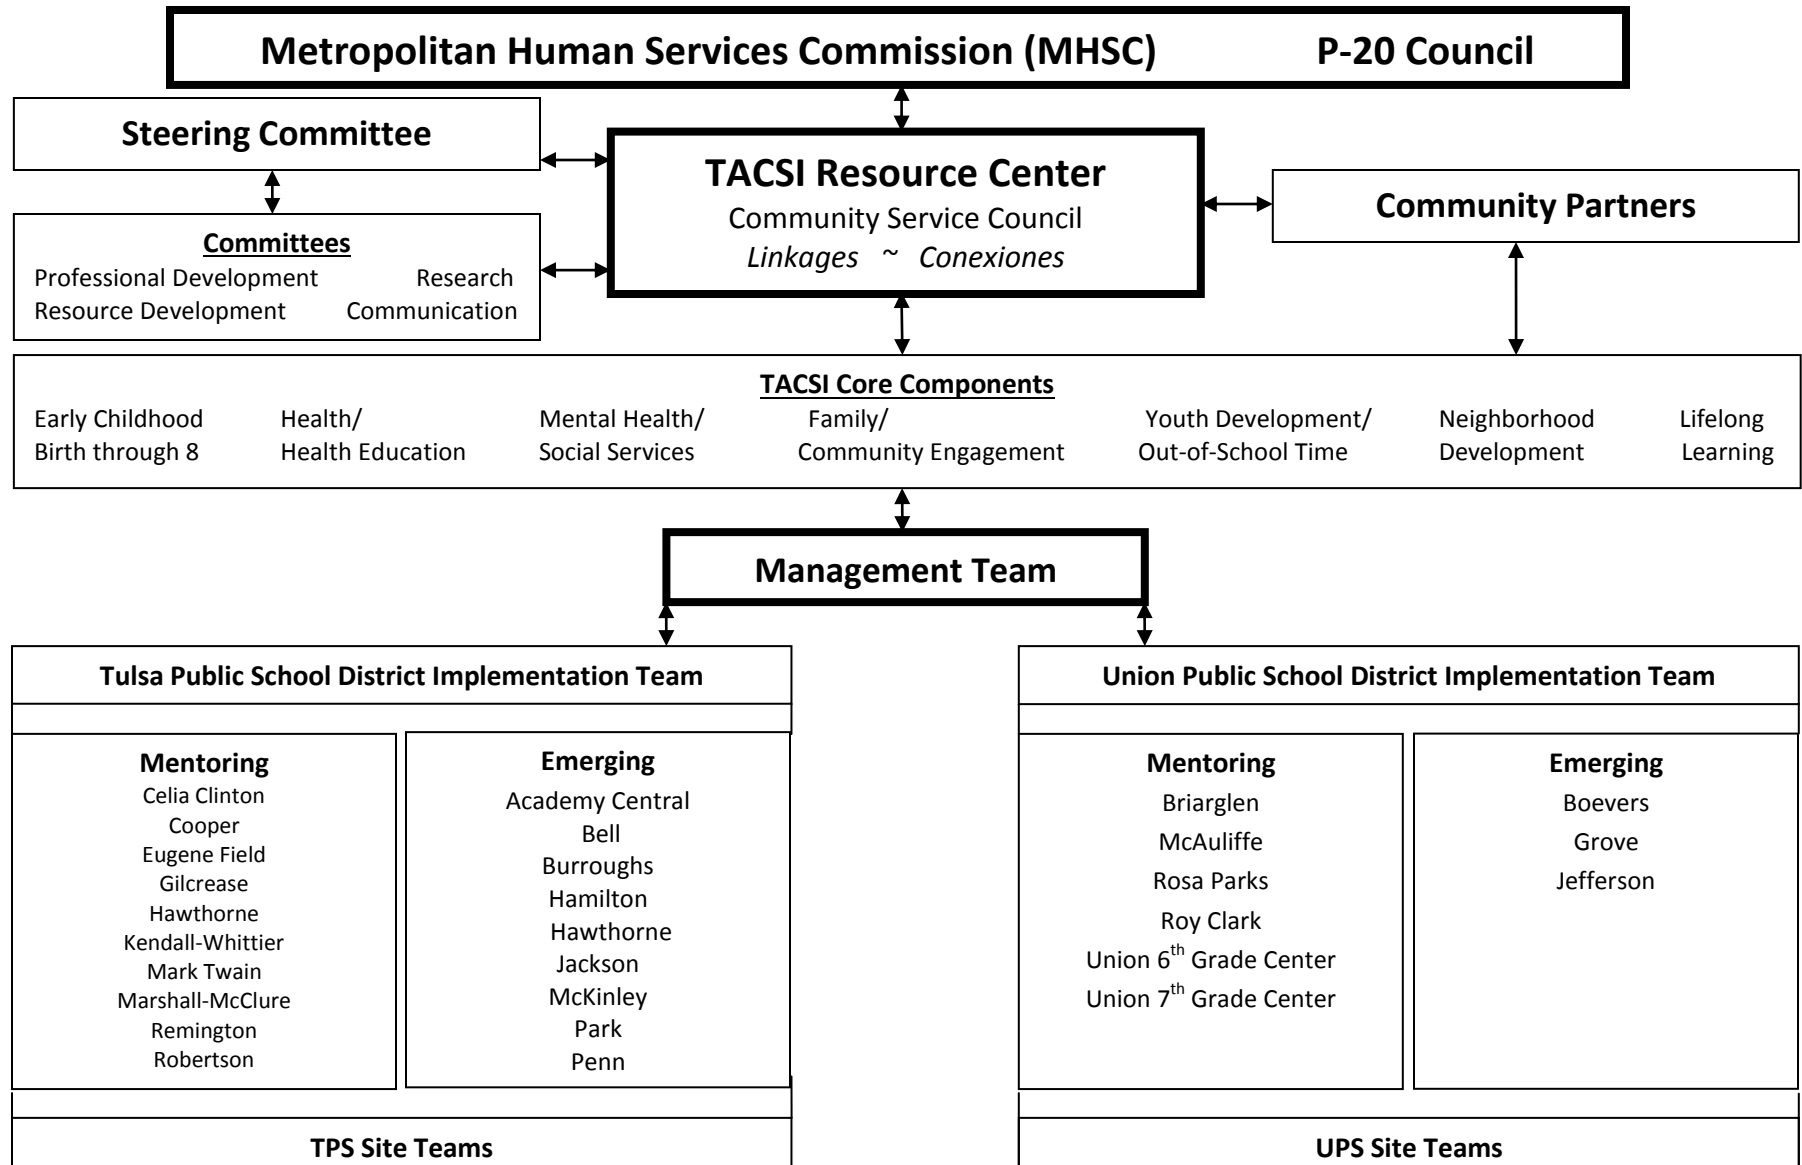 Metropolitan Human Services Commission (MHSC) P-20 Council
Steering Committee
TACSI Resource Center
Community Service Council
Linkages ~ Conexiones
Community Partners
Committees
Professional Development Research
Resource Development Communication
TACSI Core Components
Early Childhood
Birth through 8
Health/
Health Education
Mental Health/
Social Services
Family/
Community Engagement
Youth Development/
Out-of-School Time
Neighborhood
Development
Lifelong
Learning
Management Team
Tulsa Public School District Implementation Team
Mentoring
Celia Clinton
Cooper
Eugene Field
Gilcrease
Hawthorne
Kendall-Whittier
Mark Twain
Marshall-McClure
Remington
Robertson
Emerging
Academy Central
Bell
Burroughs
Hamilton
Hawthorne
Jackson
McKinley
Park
Penn
TPS Site Teams
Union Public School District Implementation Team
Mentoring
Briarglen
McAuliffe
Rosa Parks
Roy Clark
Union 6th Grade Center
Union 7th Grade Center
Emerging
Boevers
Grove
Jefferson
UPS Site Teams